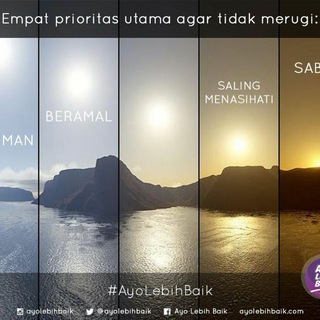 Empat prioritas utama agar tidak merugi:
MAN
BERAMAL
SALING
MENASIHATI
SAB
#AyoLebihBaik
ayolebihbaik
@ayolebihbaik
Ayo Lebih Baik
ayolebihbaik.com